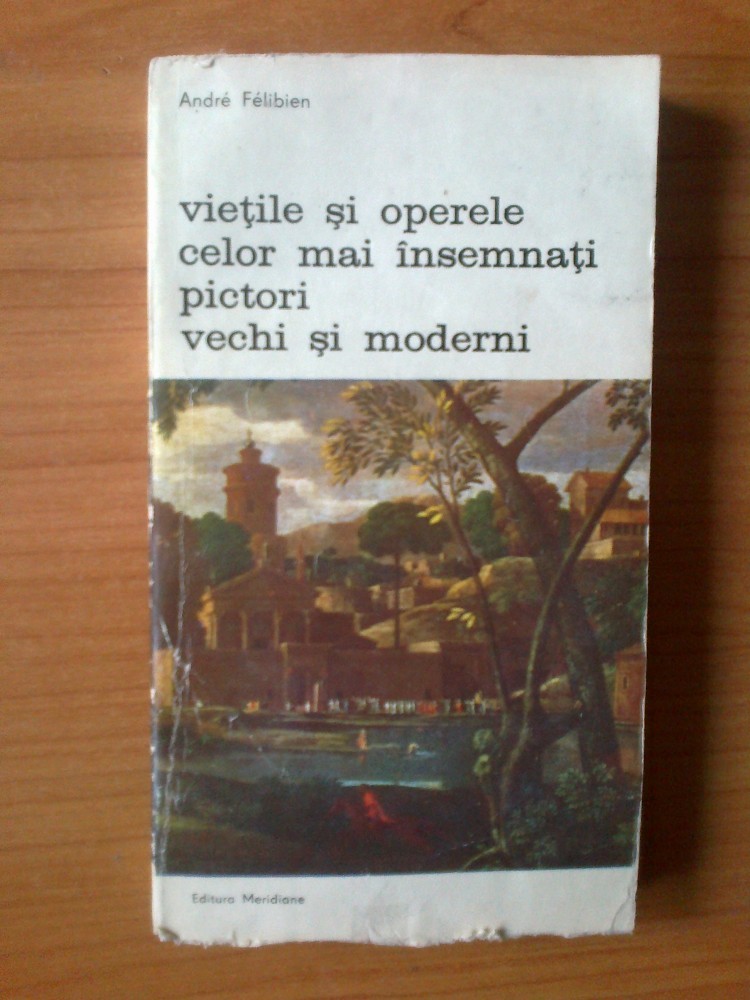 André Félibien
vieţile şi operele
celor mai însemnaţi
pictori
vechi şi moderni
Editura Meridiane